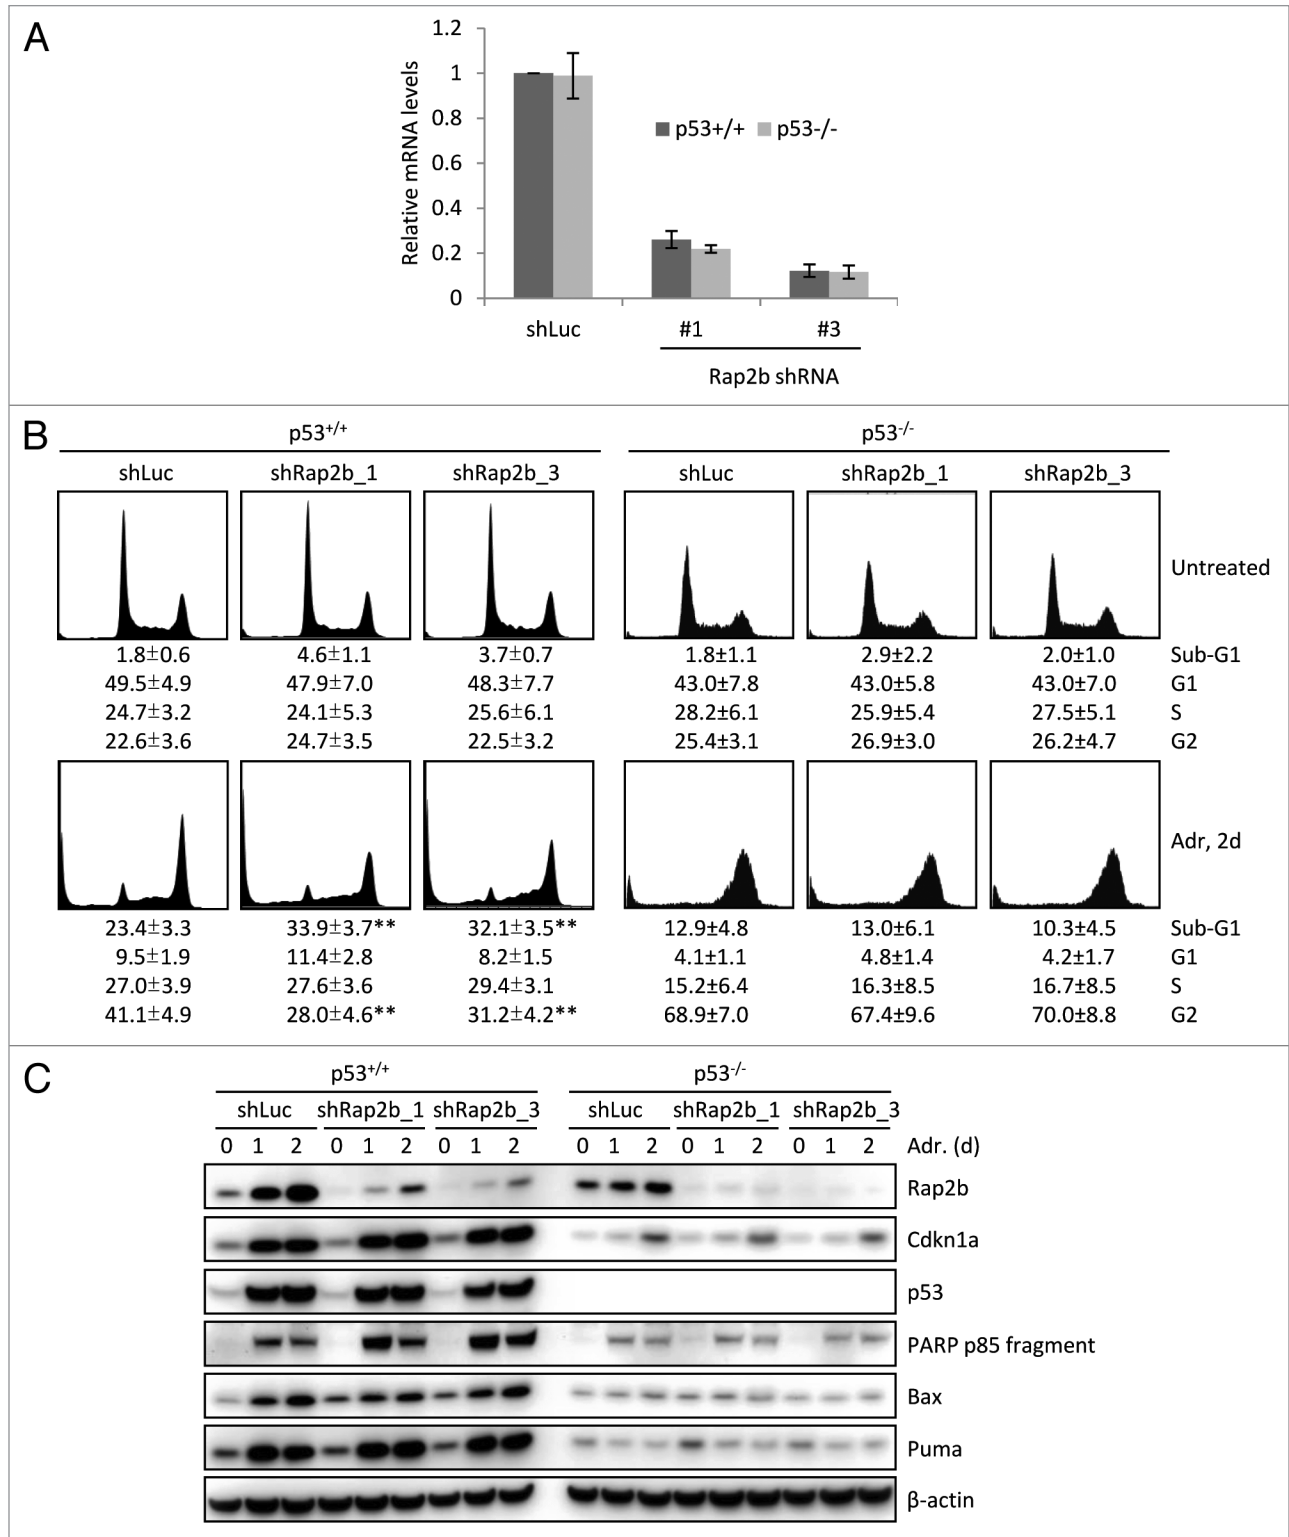 A
1.2
1
0.8
0.6
0.4
0.2
0
Relative mRNA levels
p53+/+ p53-/-
shLuc #1 #3
Rap2b shRNA
B
p53+/+ p53-/-
shLuc shRap2b_1 shRap2b_3 shLuc shRap2b_1 shRap2b_3
Untreated
1.8±0.6 4.6±1.1 3.7±0.7 1.8±1.1 2.9±2.2 2.0±1.0 Sub-G1
49.5±4.9 47.9±7.0 48.3±7.7 43.0±7.8 43.0±5.8 43.0±7.0 G1
24.7±3.2 24.1±5.3 25.6±6.1 28.2±6.1 25.9±5.4 27.5±5.1 S
22.6±3.6 24.7±3.5 22.5±3.2 25.4±3.1 26.9±3.0 26.2±4.7 G2
Adr, 2d
23.4±3.3 33.9±3.7** 32.1±3.5** 12.9±4.8 13.0±6.1 10.3±4.5 Sub-G1
9.5±1.9 11.4±2.8 8.2±1.5 4.1±1.1 4.8±1.4 4.2±1.7 G1
27.0±3.9 27.6±3.6 29.4±3.1 15.2±6.4 16.3±8.5 16.7±8.5 S
41.1±4.9 28.0±4.6** 31.2±4.2** 68.9±7.0 67.4±9.6 70.0±8.8 G2
C
p53+/+ p53-/-
shLuc shRap2b_1 shRap2b_3 shLuc shRap2b_1 shRap2b_3
0 1 2 0 1 2 0 1 2 0 1 2 0 1 2 0 1 2 Adr. (d)
Rap2b
Cdkn1a
p53
PARP p85 fragment
Bax
Puma
β-actin